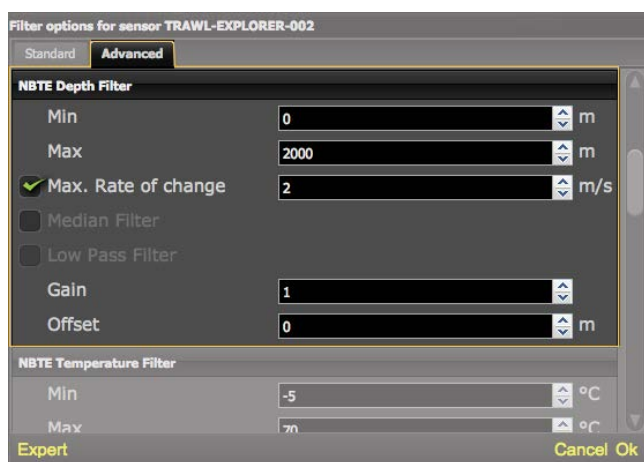 Filter options for sensor TRAWL-EXPLORER-002
Standard Advanced
NBTE Depth Filter
Min 0 m
Max 2000 m
Max. Rate of change 2 m/s
Median Filter
Low Pass Filter
Gain 1
Offset 0 m
NBTE Temperature Filter
Min -5 °C
Max 70 °C
Expert Cancel Ok